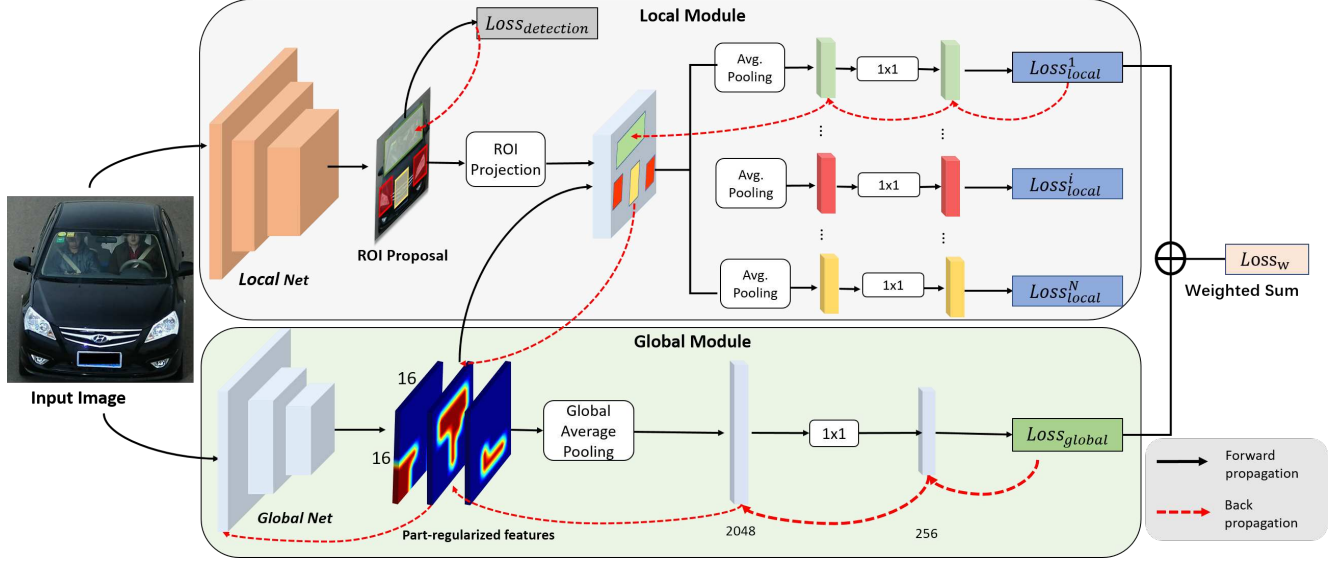 Local Module
Loss_detection
Avg.
Pooling
1x1
Loss^1_local
ROI
Projection
ROI Proposal
Local Net
...
...
Avg.
Pooling
1x1
Loss^i_local
...
...
Avg.
Pooling
1x1
Loss^N_local
Loss_w
Weighted Sum
Input Image
Global Module
16
16
Global
Average
Pooling
1x1
Loss_global
Global Net
Part-regularized features
2048
256
Forward
propagation
Back
propagation